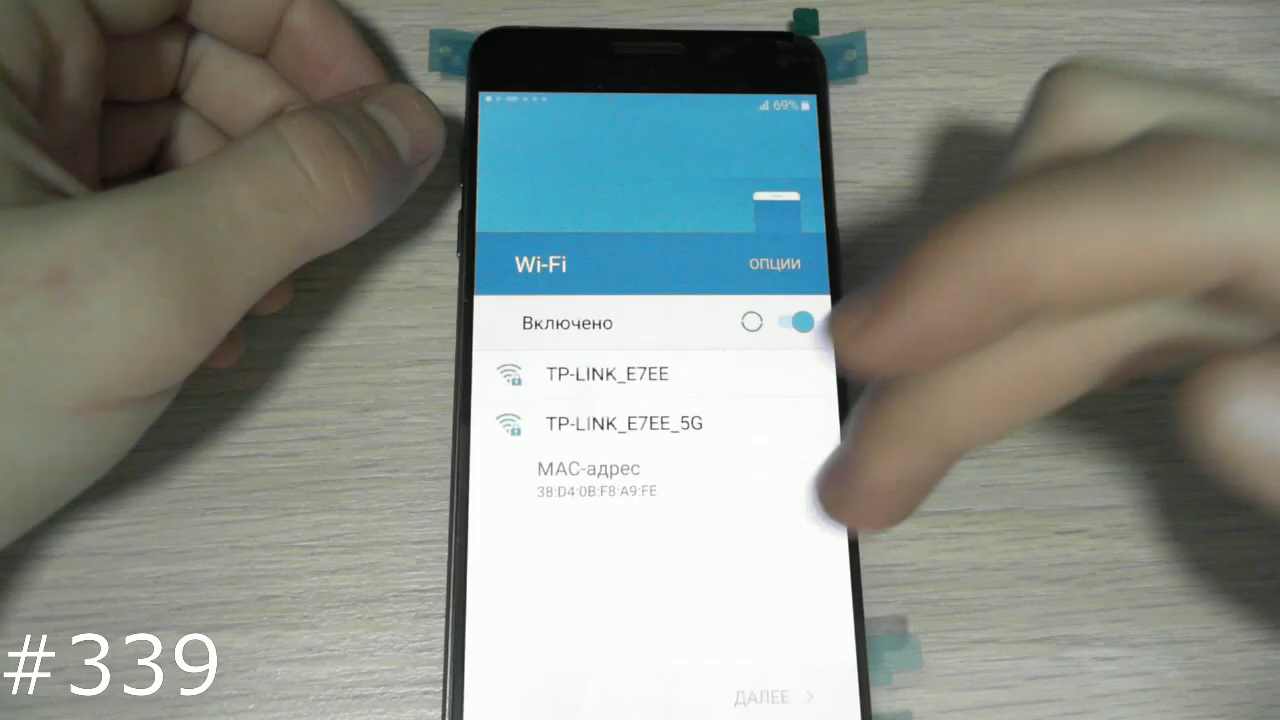 69%
Wi-Fi
ОПЦИИ
Включено
TP-LINK_E7EE
TP-LINK_E7EE_5G
MAC-адрес
38:D4:0B:F8:A9:FE
ДАЛЕЕ >
#339